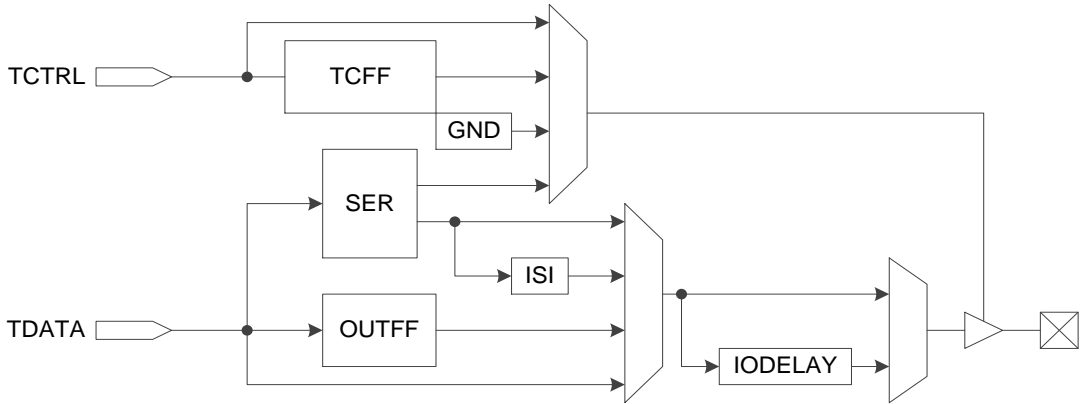 TCTRL
TCFF
GND
SER
ISI
TDATA
OUTFF
IODELAY